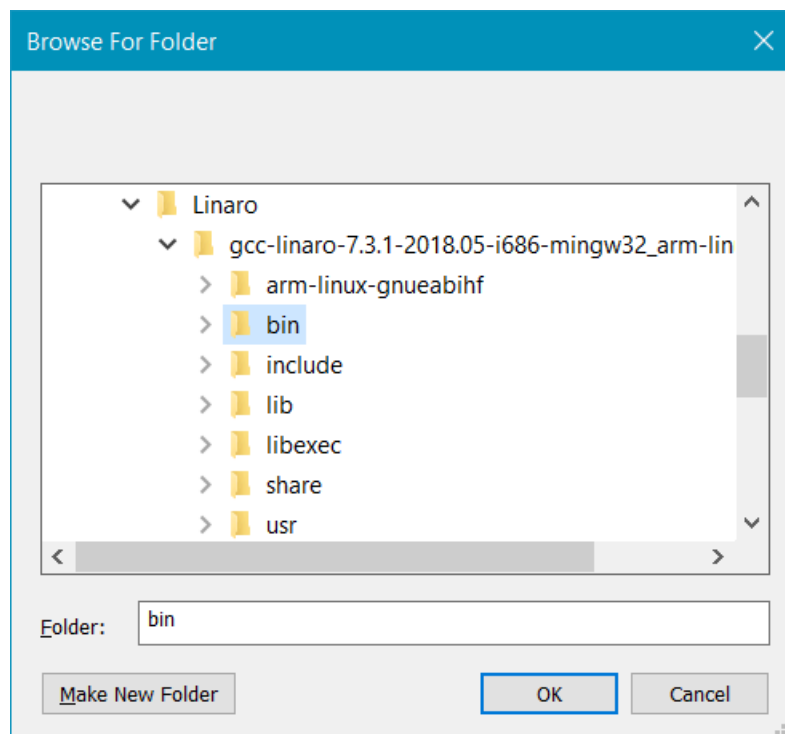 Browse For Folder
Linaro
gcc-linaro-7.3.1-2018.05-i686-mingw32_arm-lin
arm-linux-gnueabihf
bin
include
lib
libexec
share
usr
Folder: bin
Make New Folder OK Cancel